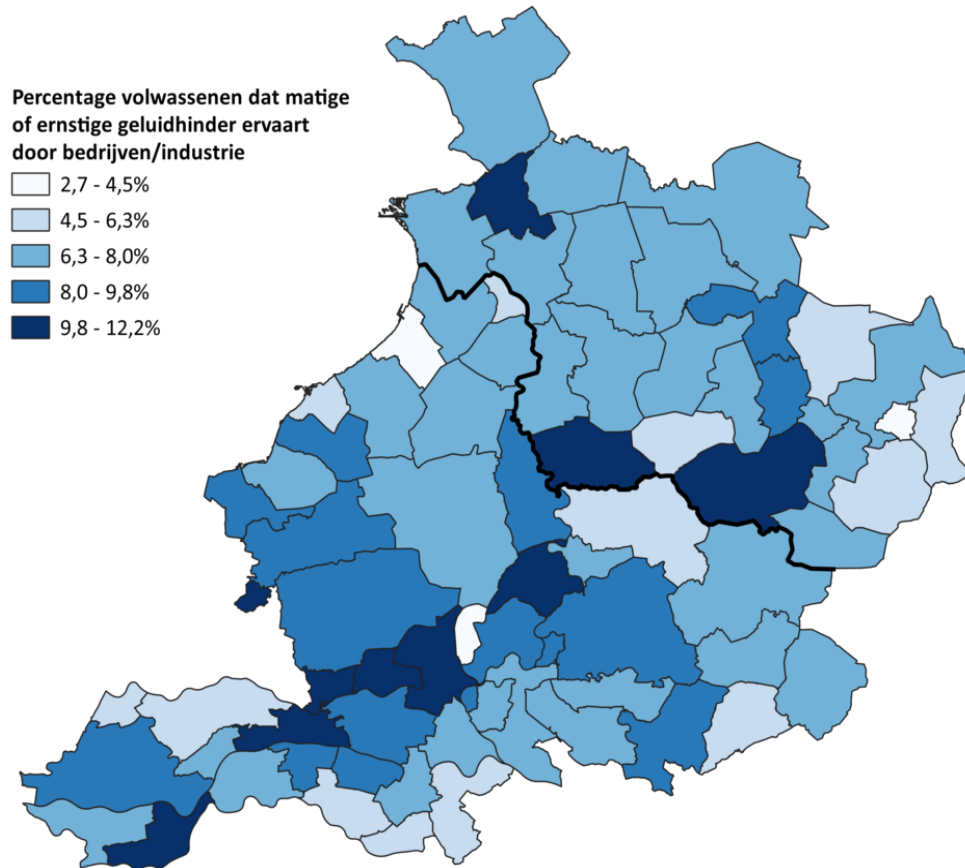 Percentage volwassenen dat matige
of ernstige geluidhinder ervaart
door bedrijven/industrie
2,7 - 4,5%
4,5 - 6,3%
6,3 - 8,0%
8,0 - 9,8%
9,8 - 12,2%